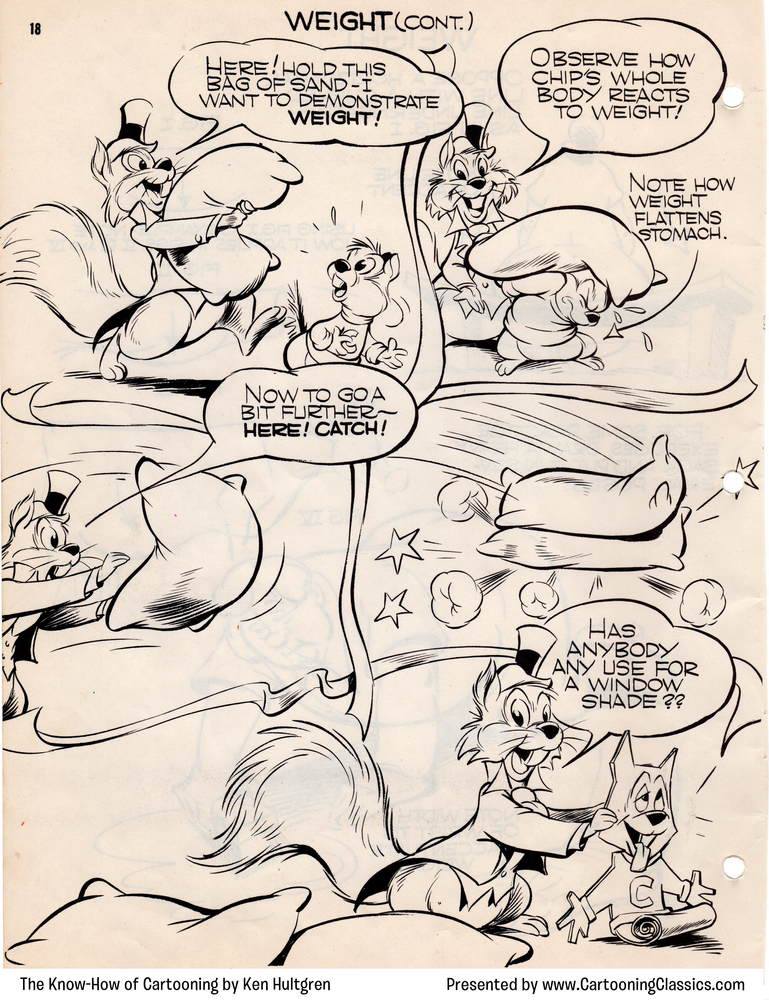 18
WEIGHT (CONT.)
HERE! HOLD THIS
BAG OF SAND - I
WANT TO DEMONSTRATE
WEIGHT!
OBSERVE HOW
CHIP'S WHOLE
BODY REACTS
TO WEIGHT!
NOTE HOW
WEIGHT
FLATTENS
STOMACH.
NOW TO GO A
BIT FURTHER~
HERE! CATCH!
HAS
ANYBODY
ANY USE FOR
A WINDOW
SHADE??
C
The Know-How of Cartooning by Ken Hultgren
Presented by www.CartooningClassics.com